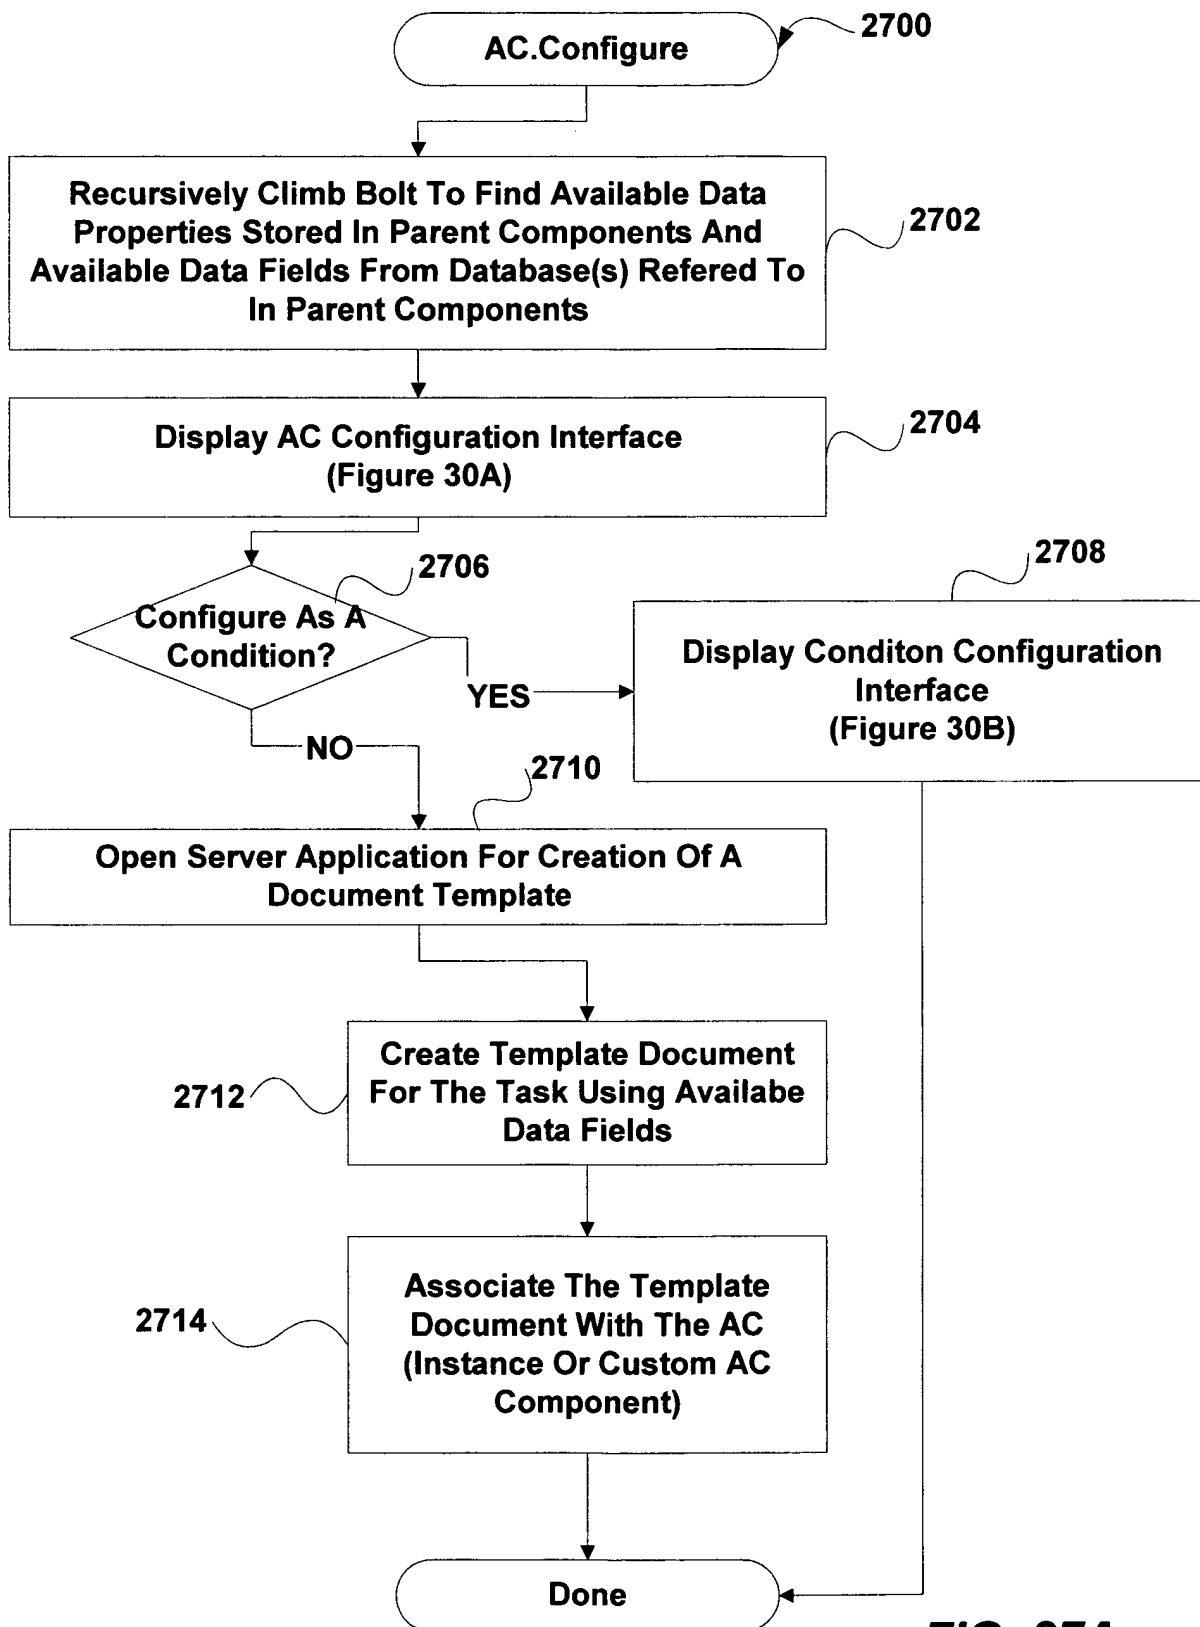 AC.Configure
2700
Recursively Climb Bolt To Find Available Data
Properties Stored In Parent Components And
Available Data Fields From Database(s) Refered To
In Parent Components
2702
Display AC Configuration Interface
(Figure 30A)
2704
2706
Configure As A
Condition?
YES
NO
2708
Display Conditon Configuration
Interface
(Figure 30B)
2710
Open Server Application For Creation Of A
Document Template
Create Template Document
For The Task Using Availabe
Data Fields
2712
Associate The Template
Document With The AC
(Instance Or Custom AC
Component)
2714
Done